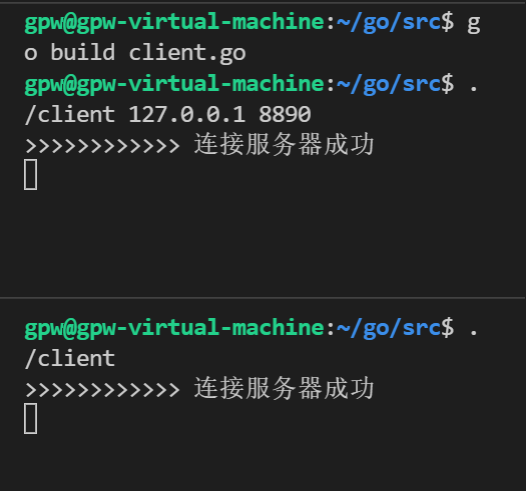 gpw@gpw-virtual-machine:~/go/src$ g
o build client.go
gpw@gpw-virtual-machine:~/go/src$ .
/client 127.0.0.1 8890
>>>>>>>>>>>> 连接服务器成功
gpw@gpw-virtual-machine:~/go/src$ .
/client
>>>>>>>>>>>> 连接服务器成功